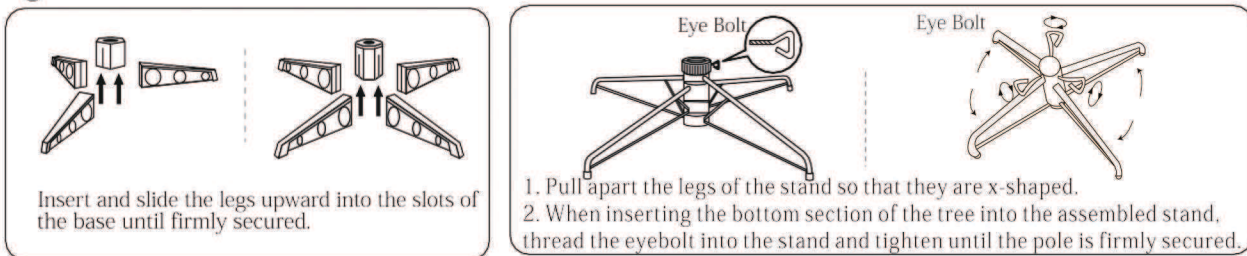 Insert and slide the legs upward into the slots of
the base until firmly secured.
Eye Bolt
Eye Bolt
1. Pull apart the legs of the stand so that they are x-shaped.
2. When inserting the bottom section of the tree into the assembled stand,
thread the eyebolt into the stand and tighten until the pole is firmly secured.